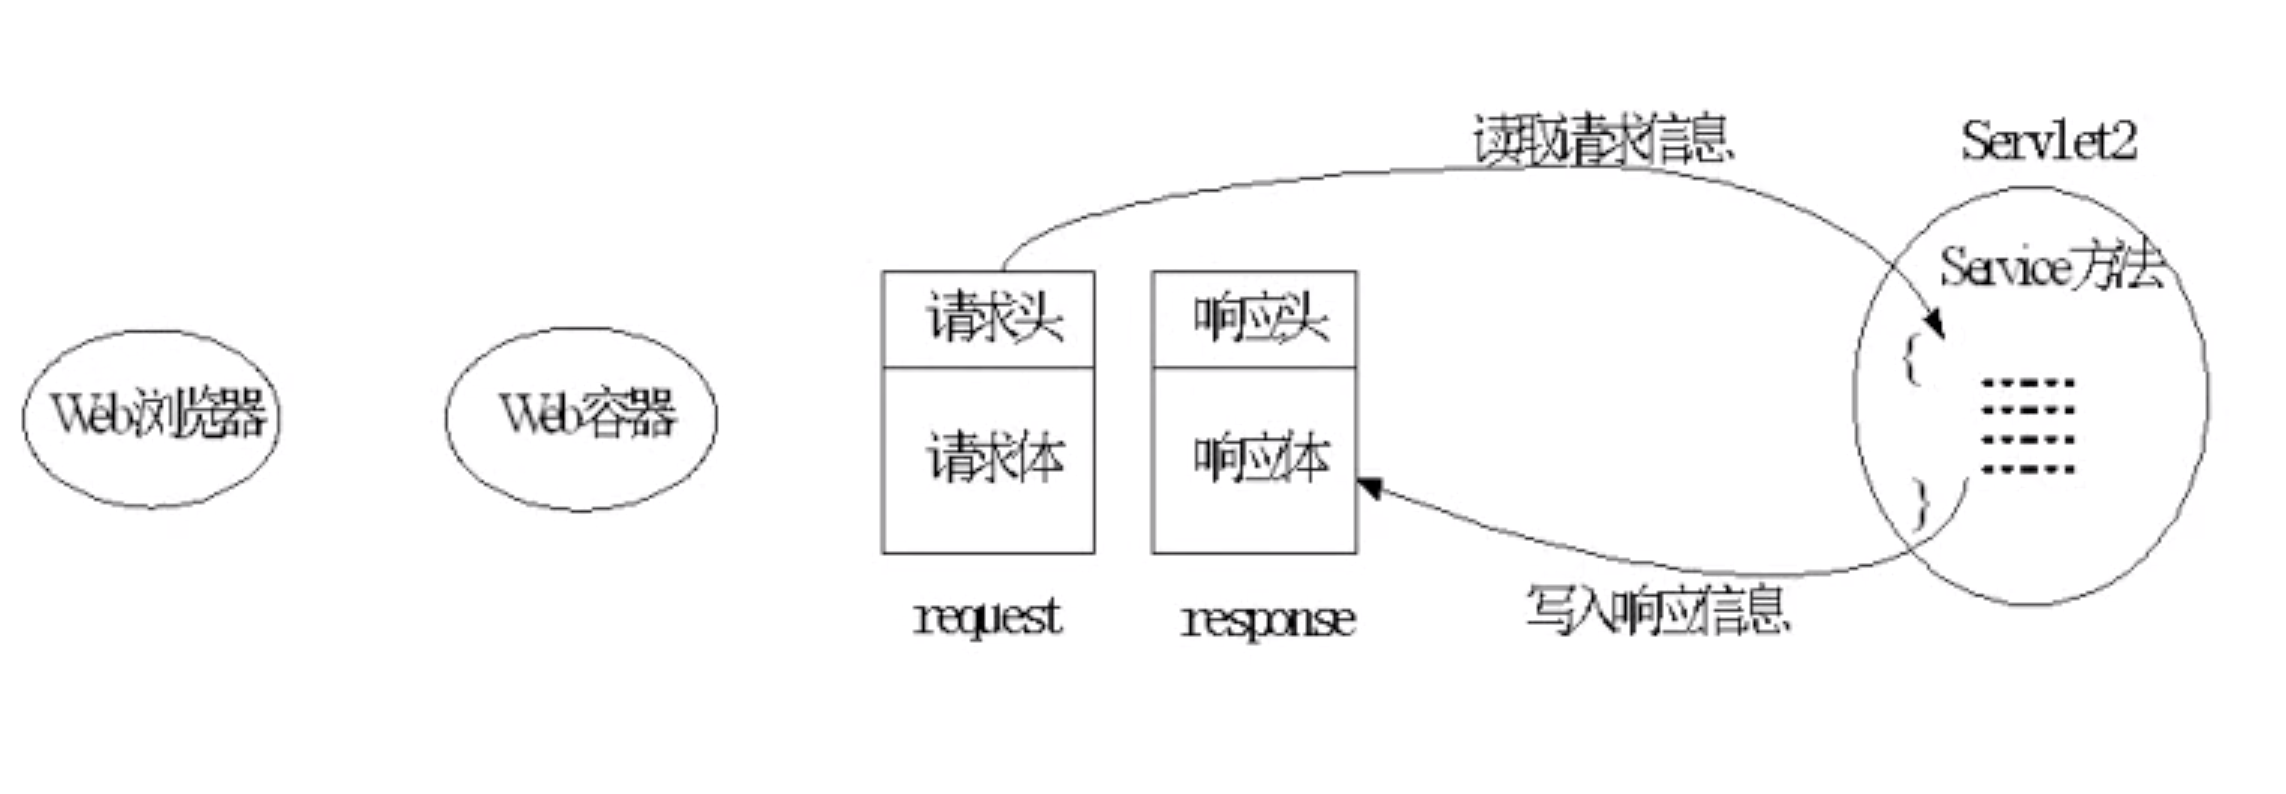 读取请求信息
Servlet2
Service方法
请求头
响应头
{
Web浏览器
Web容器
请求体
响应体
}
写入响应信息
request
response